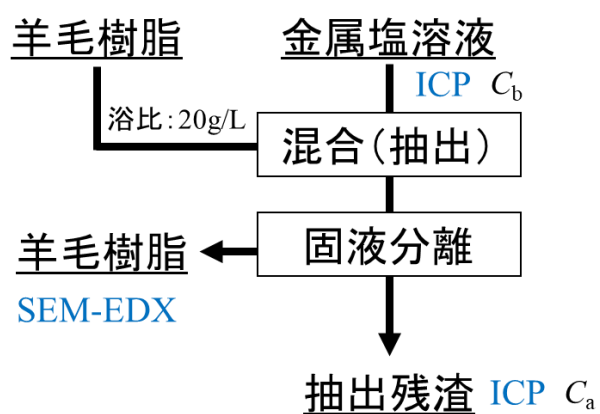 羊毛樹脂
金属塩溶液
ICP Cb
浴比:20g/L
混合(抽出)
固液分離
羊毛樹脂
SEM-EDX
抽出残渣 ICP Ca